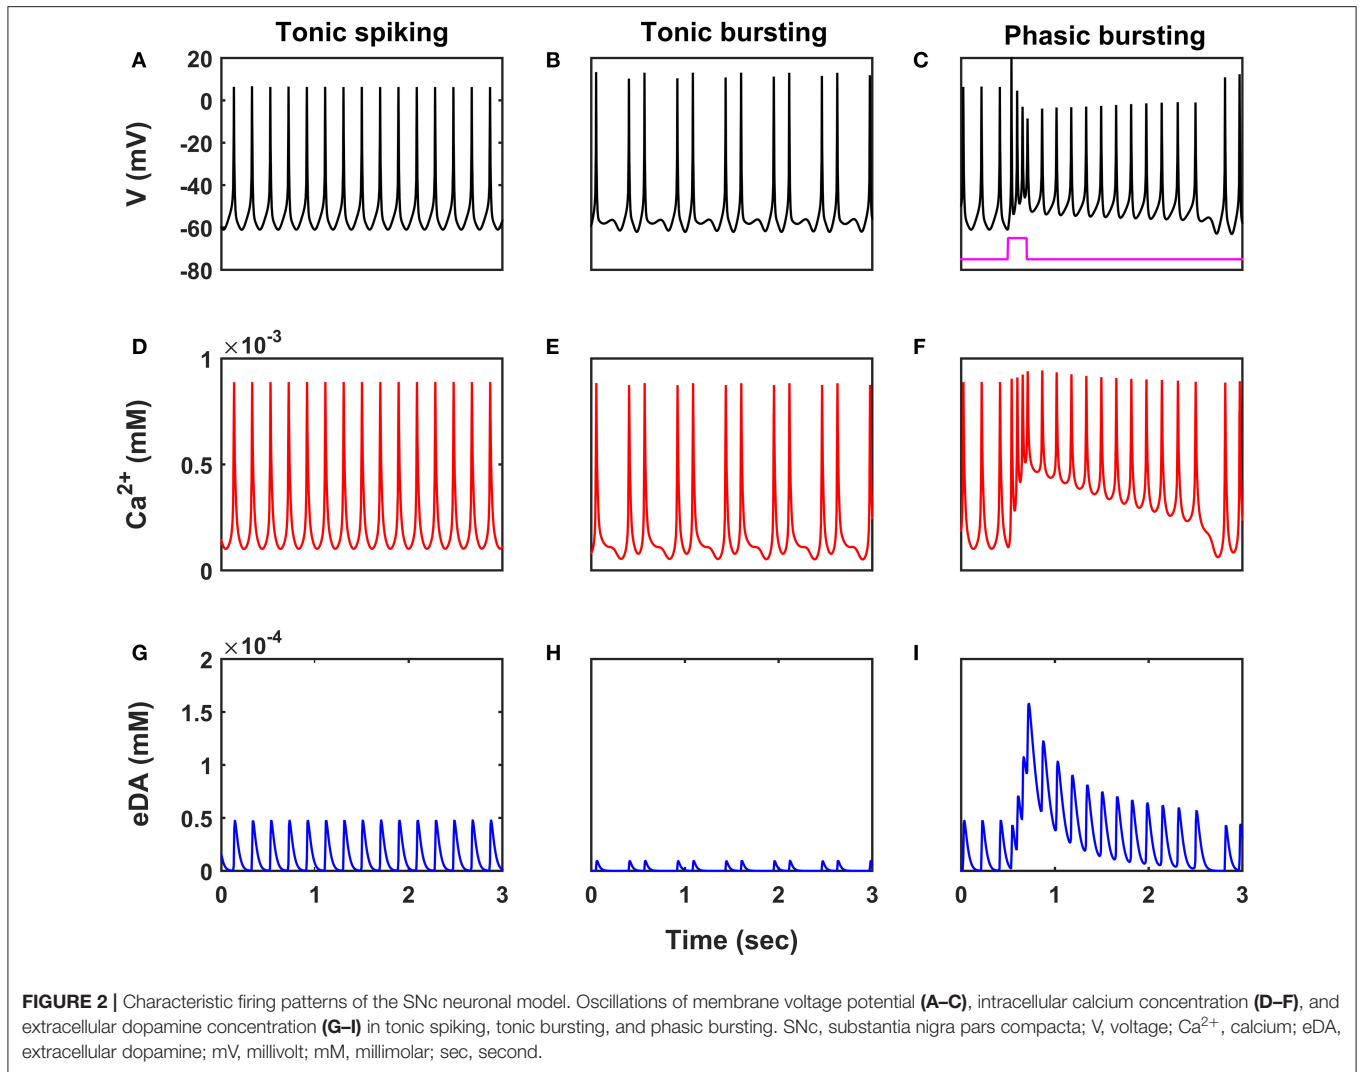 Tonic spiking
Tonic bursting
Phasic bursting
A
B
C
20
0
-20
-40
-60
-80
V (mV)
D
E
F
×10-3
1
0.5
0
Ca2+ (mM)
G
H
I
×10-4
2
1.5
1
0.5
0
eDA (mM)
0 1 2 3
0 1 2 3
0 1 2 3
Time (sec)
FIGURE 2 | Characteristic firing patterns of the SNc neuronal model. Oscillations of membrane voltage potential (A–C), intracellular calcium concentration (D–F), and
extracellular dopamine concentration (G–I) in tonic spiking, tonic bursting, and phasic bursting. SNc, substantia nigra pars compacta; V, voltage; Ca2+, calcium; eDA,
extracellular dopamine; mV, millivolt; mM, millimolar; sec, second.